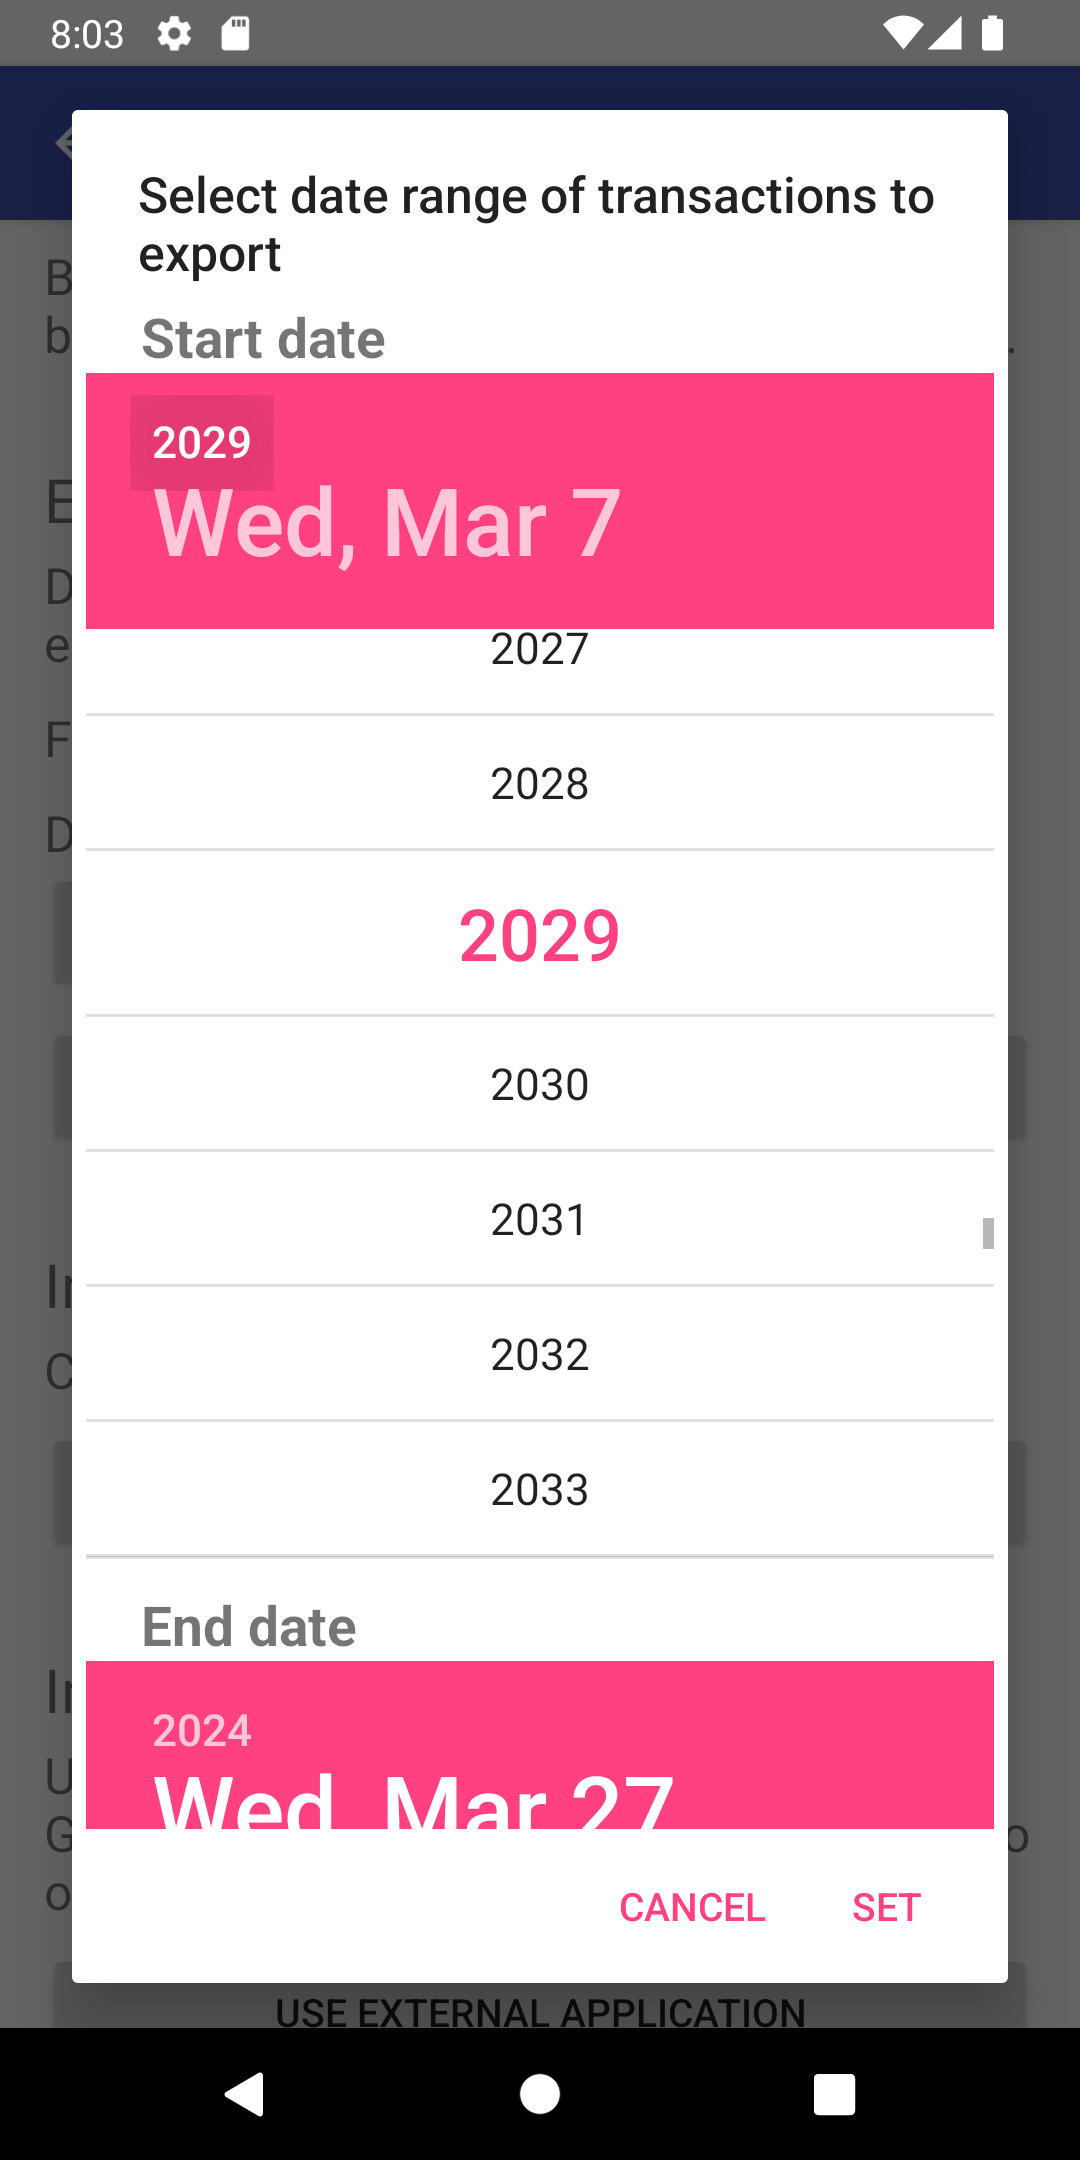 8:03
Select date range of transactions to
export
Start date
2029
Wed, Mar 7
2027
2028
2029
2030
2031
2032
2033
End date
2024
Wed, Mar 27
CANCEL
SET
USE EXTERNAL APPLICATION